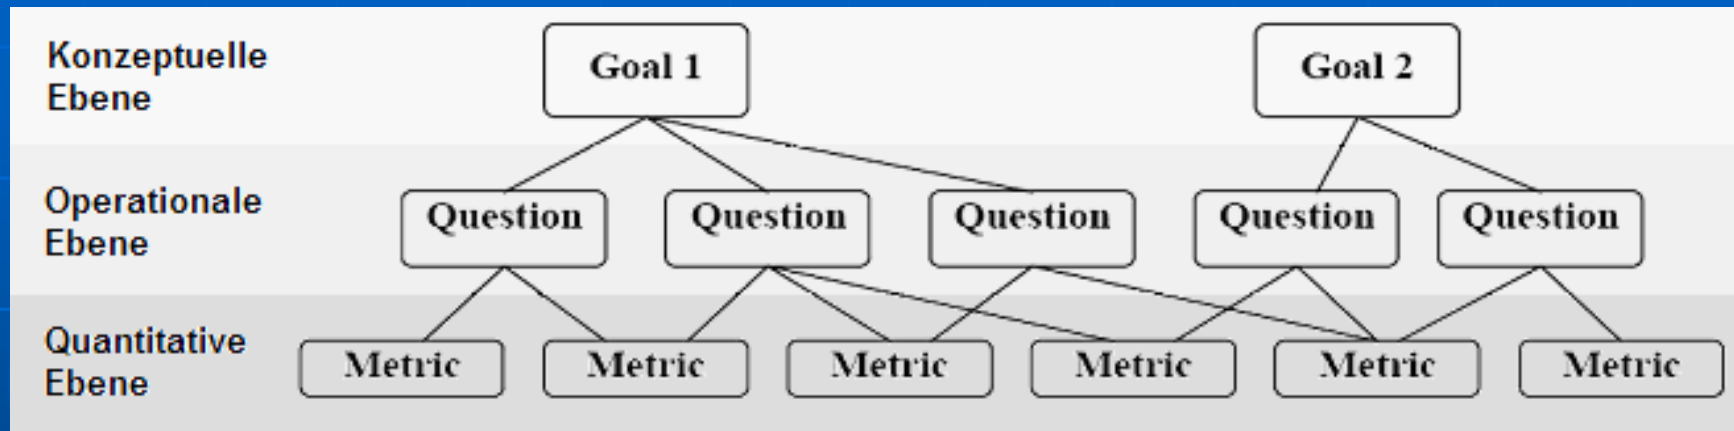 Konzeptuelle
Ebene
Goal 1
Goal 2
Operationale
Ebene
Question
Question
Question
Question
Question
Quantitative
Ebene
Metric
Metric
Metric
Metric
Metric
Metric